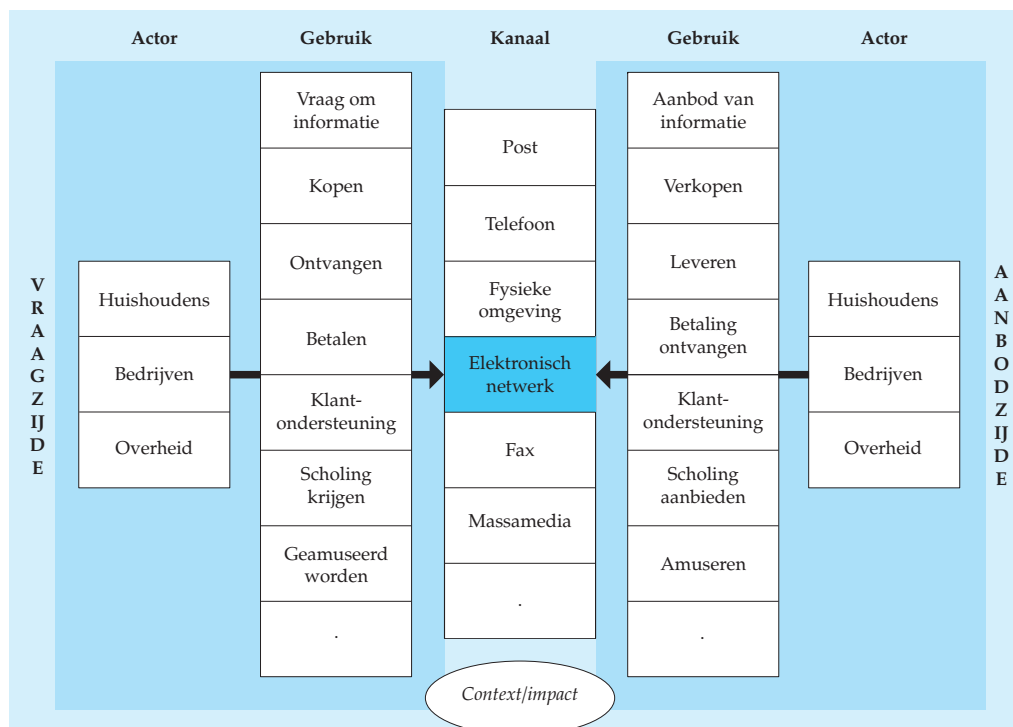 Actor
Gebruik
Kanaal
Gebruik
Actor
VRAAGZIJDE
Huishoudens
Bedrijven
Overheid
Vraag om
informatie
Kopen
Ontvangen
Betalen
Klant-
ondersteuning
Scholing
krijgen
Geamuseerd
worden
.
Post
Telefoon
Fysieke
omgeving
Elektronisch
netwerk
Fax
Massamedia
.
Aanbod van
informatie
Verkopen
Leveren
Betaling
ontvangen
Klant-
ondersteuning
Scholing
aanbieden
Amuseren
.
Huishoudens
Bedrijven
Overheid
AANBODZIJDE
Context/impact